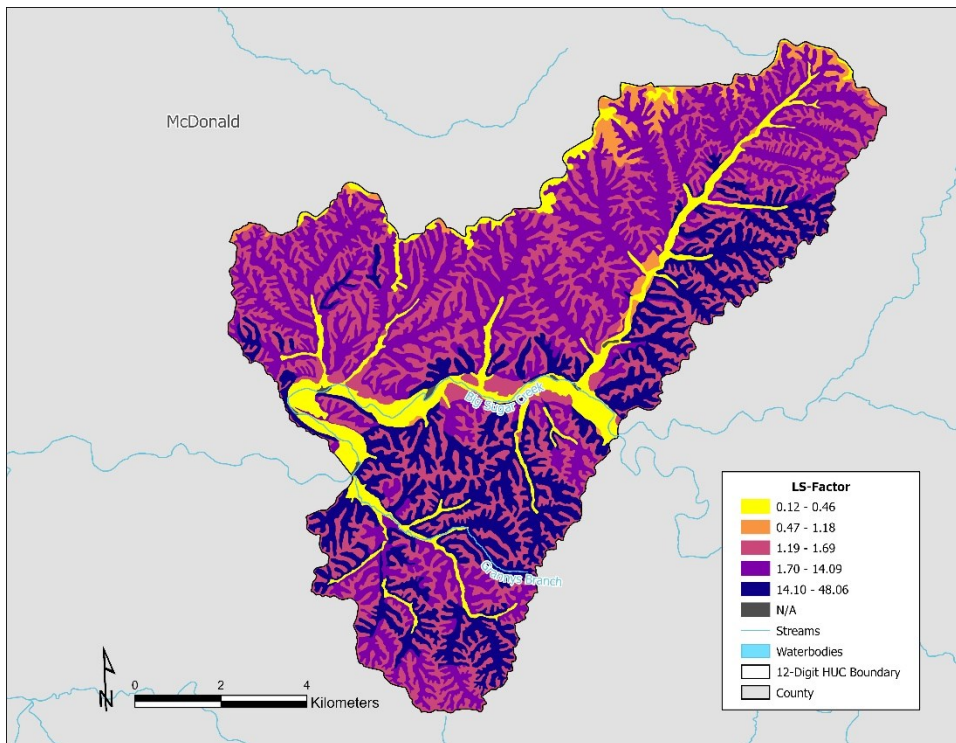 McDonald
Big Sugar Creek
Grannys Branch
LS-Factor
0.12 - 0.46
0.47 - 1.18
1.19 - 1.69
1.70 - 14.09
14.10 - 48.06
N/A
Streams
Waterbodies
12-Digit HUC Boundary
County
N
0 2 4
Kilometers